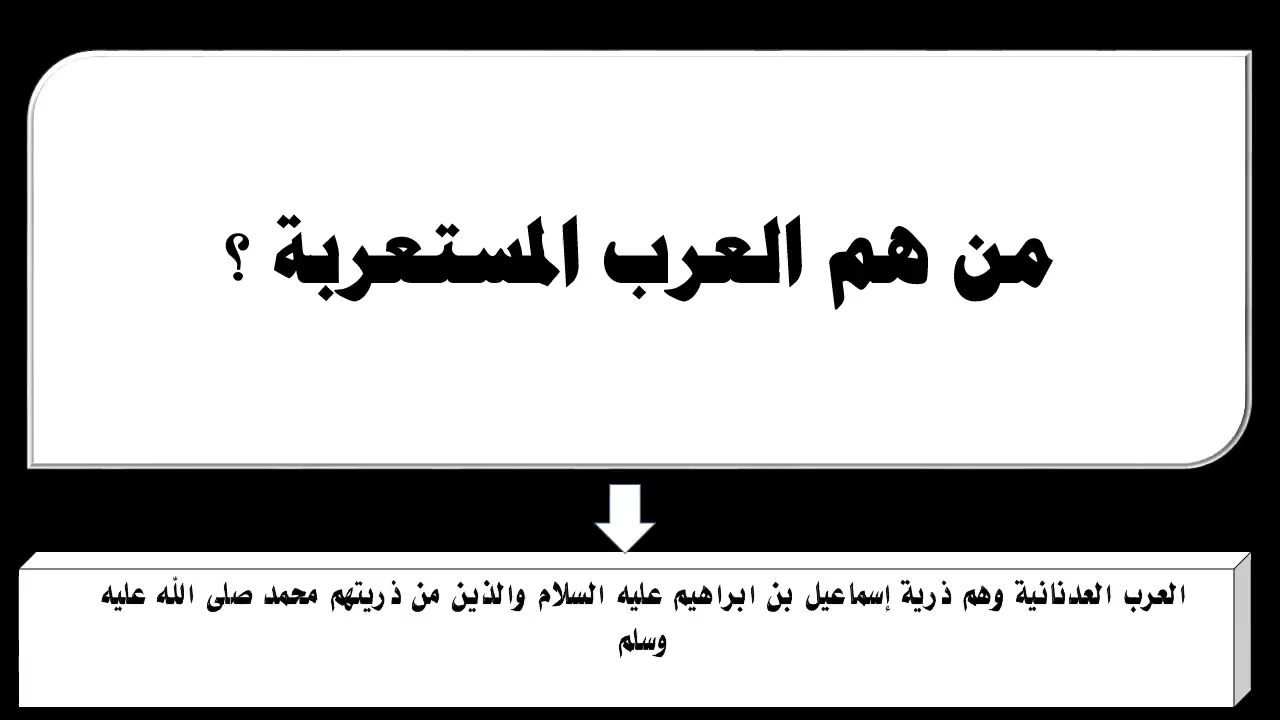 من هم العرب المستعربة ؟
العرب العدنانية وهم ذرية إسماعيل بن ابراهيم عليه السلام والذين من ذريتهم محمد صلى الله عليه
وسلم